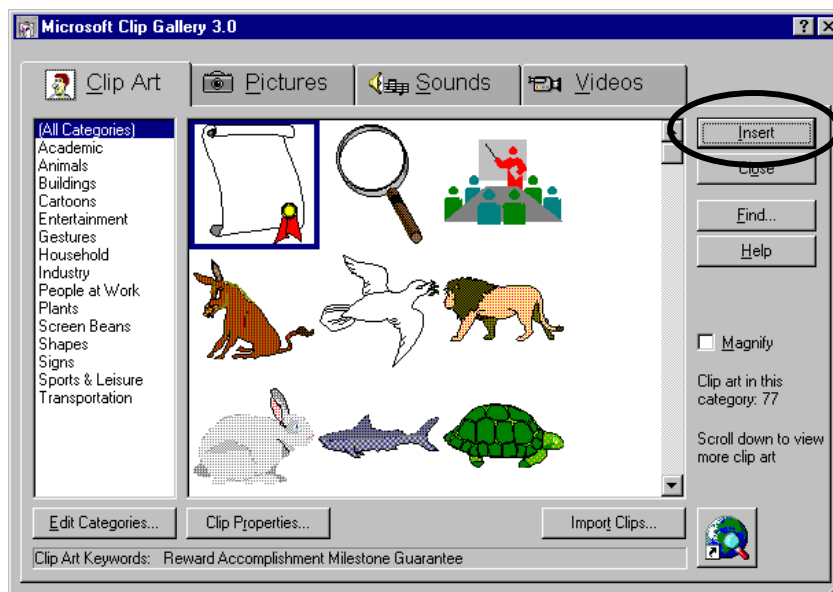 Microsoft Clip Gallery 3.0
Clip Art
Pictures
Sounds
Videos
(All Categories)
Academic
Animals
Buildings
Cartoons
Entertainment
Gestures
Household
Industry
People at Work
Plants
Screen Beans
Shapes
Signs
Sports & Leisure
Transportation
Insert
Close
Find...
Help
Magnify
Clip art in this
category: 77
Scroll down to view
more clip art
Edit Categories...
Clip Properties...
Import Clips...
Clip Art Keywords: Reward Accomplishment Milestone Guarantee